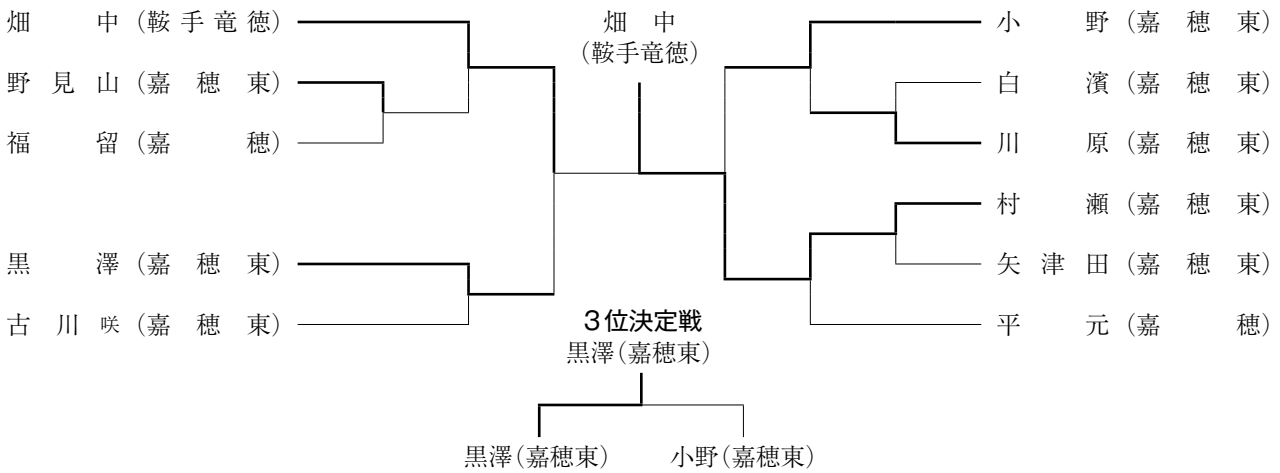 畑中(鞍手竜徳)
野見山(嘉穂東)
福留(嘉穂)
黒澤(嘉穂東)
古川咲(嘉穂東)
畑中
(鞍手竜徳)
小野(嘉穂東)
白濱(嘉穂東)
川原(嘉穂東)
村瀬(嘉穂東)
矢津田(嘉穂東)
平元(嘉穂)
3位決定戦
黒澤(嘉穂東)
黒澤(嘉穂東) 小野(嘉穂東)